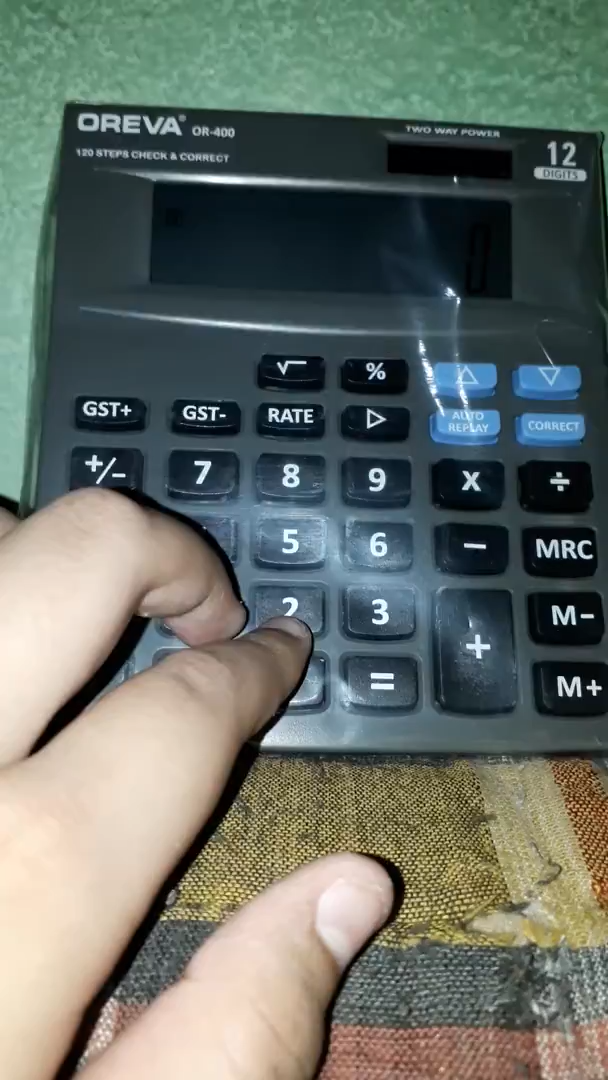 OREVA® OR-400
TWO WAY POWER
120 STEPS CHECK & CORRECT
12
DIGITS
0
√ %  △ ▽
GST+ GST- RATE ▷ AUTO REPLAY CORRECT
+/- 7 8 9 X ÷
5 6 − MRC
2 3 + M−
= M+